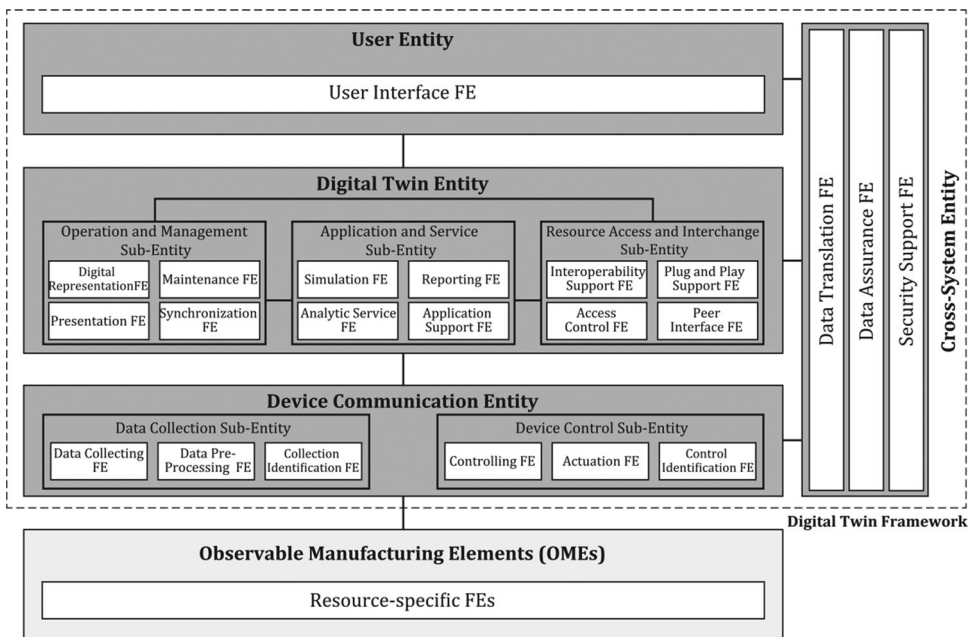 User Entity
User Interface FE
Digital Twin Entity
Operation and Management
Sub-Entity
Digital
RepresentationFE
Maintenance FE
Presentation FE
Synchronization
FE
Application and Service
Sub-Entity
Simulation FE
Reporting FE
Analytic Service
FE
Application
Support FE
Resource Access and Interchange
Sub-Entity
Interoperability
Support FE
Plug and Play
Support FE
Access
Control FE
Peer
Interface FE
Device Communication Entity
Data Collection Sub-Entity
Data Collecting
FE
Data Pre-
Processing FE
Collection
Identification FE
Device Control Sub-Entity
Controlling FE
Actuation FE
Control
Identification FE
Data Translation FE
Data Assurance FE
Security Support FE
Cross-System Entity
Digital Twin Framework
Observable Manufacturing Elements (OMEs)
Resource-specific FEs